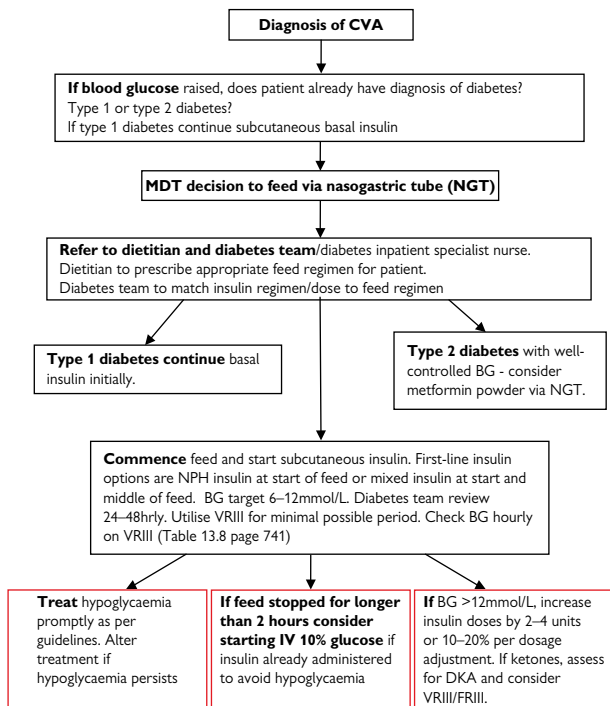 Diagnosis of CVA
If blood glucose raised, does patient already have diagnosis of diabetes?
Type 1 or type 2 diabetes?
If type 1 diabetes continue subcutaneous basal insulin
MDT decision to feed via nasogastric tube (NGT)
Refer to dietitian and diabetes team/diabetes inpatient specialist nurse.
Dietitian to prescribe appropriate feed regimen for patient.
Diabetes team to match insulin regimen/dose to feed regimen
Type 1 diabetes continue basal
insulin initially.
Type 2 diabetes with well-
controlled BG - consider
metformin powder via NGT.
Commence feed and start subcutaneous insulin. First-line insulin
options are NPH insulin at start of feed or mixed insulin at start and
middle of feed. BG target 6–12mmol/L. Diabetes team review
24–48hrly. Utilise VRIII for minimal possible period. Check BG hourly
on VRIII (Table 13.8 page 741)
Treat hypoglycaemia
promptly as per
guidelines. Alter
treatment if
hypoglycaemia persists
If feed stopped for longer
than 2 hours consider
starting IV 10% glucose if
insulin already administered
to avoid hypoglycaemia
If BG >12mmol/L, increase
insulin doses by 2–4 units
or 10–20% per dosage
adjustment. If ketones, assess
for DKA and consider
VRIII/FRIII.